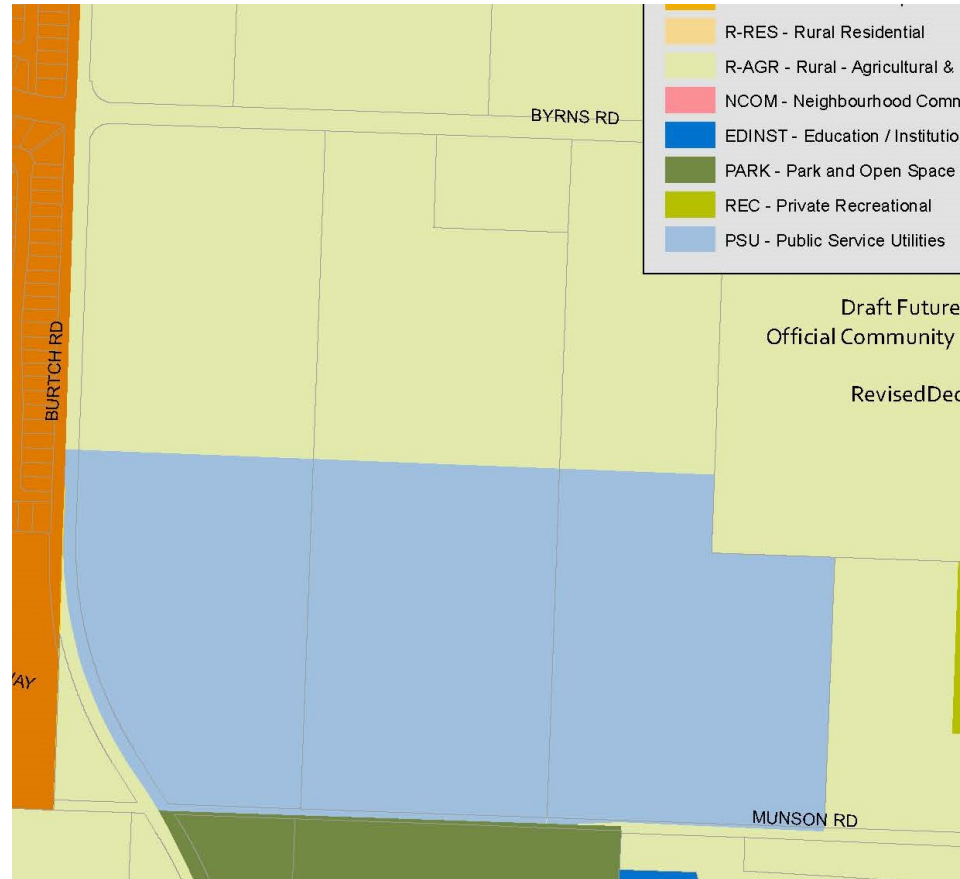 R-RES - Rural Residential
R-AGR - Rural - Agricultural &
NCOM - Neighbourhood Comm
EDINST - Education / Institutio
PARK - Park and Open Space
REC - Private Recreational
PSU - Public Service Utilities
BYRNS RD
Draft Future
Official Community
RevisedDec
BURTCH RD
MUNSON RD